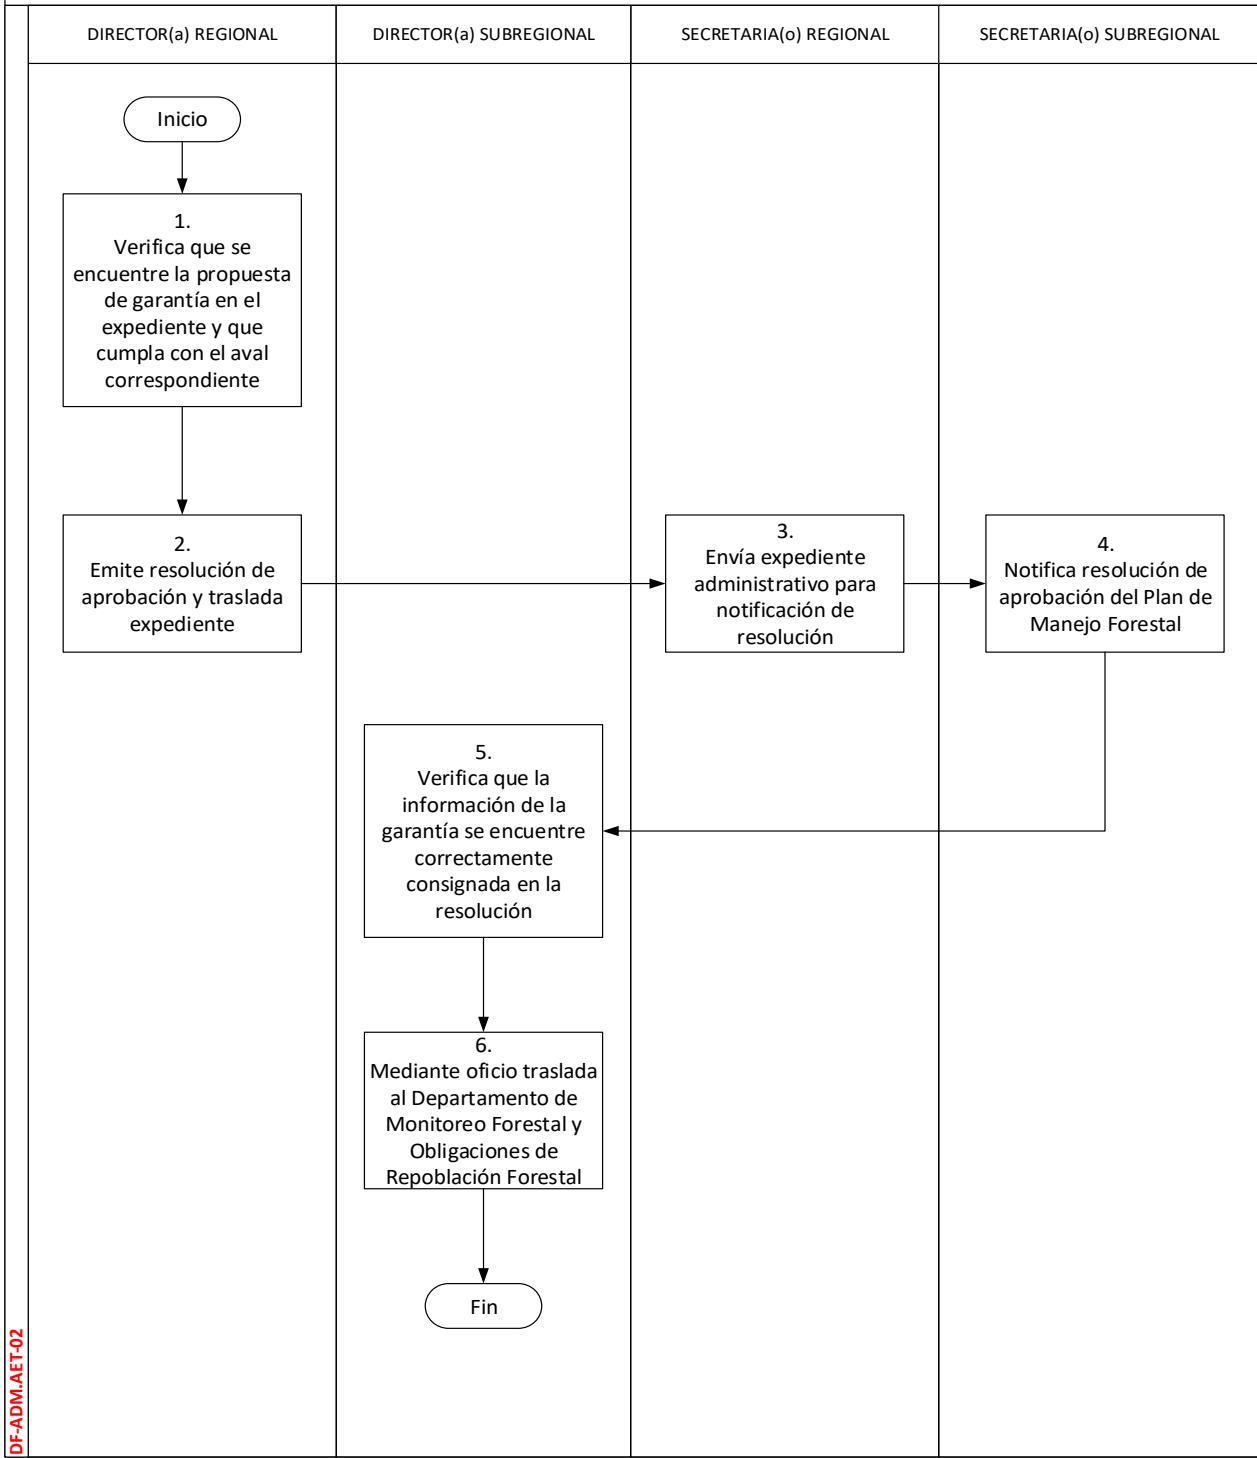 DIRECTOR(a) REGIONAL
DIRECTOR(a) SUBREGIONAL
SECRETARIA(o) REGIONAL
SECRETARIA(o) SUBREGIONAL
Inicio
1.
Verifica que se
encuentre la propuesta
de garantía en el
expediente y que
cumpla con el aval
correspondiente
2.
Emite resolución de
aprobación y traslada
expediente
3.
Envía expediente
administrativo para
notificación de
resolución
4.
Notifica resolución de
aprobación del Plan de
Manejo Forestal
5.
Verifica que la
información de la
garantía se encuentre
correctamente
consignada en la
resolución
6.
Mediante oficio traslada
al Departamento de
Monitoreo Forestal y
Obligaciones de
Repoblación Forestal
Fin
DF-ADM.AET-02